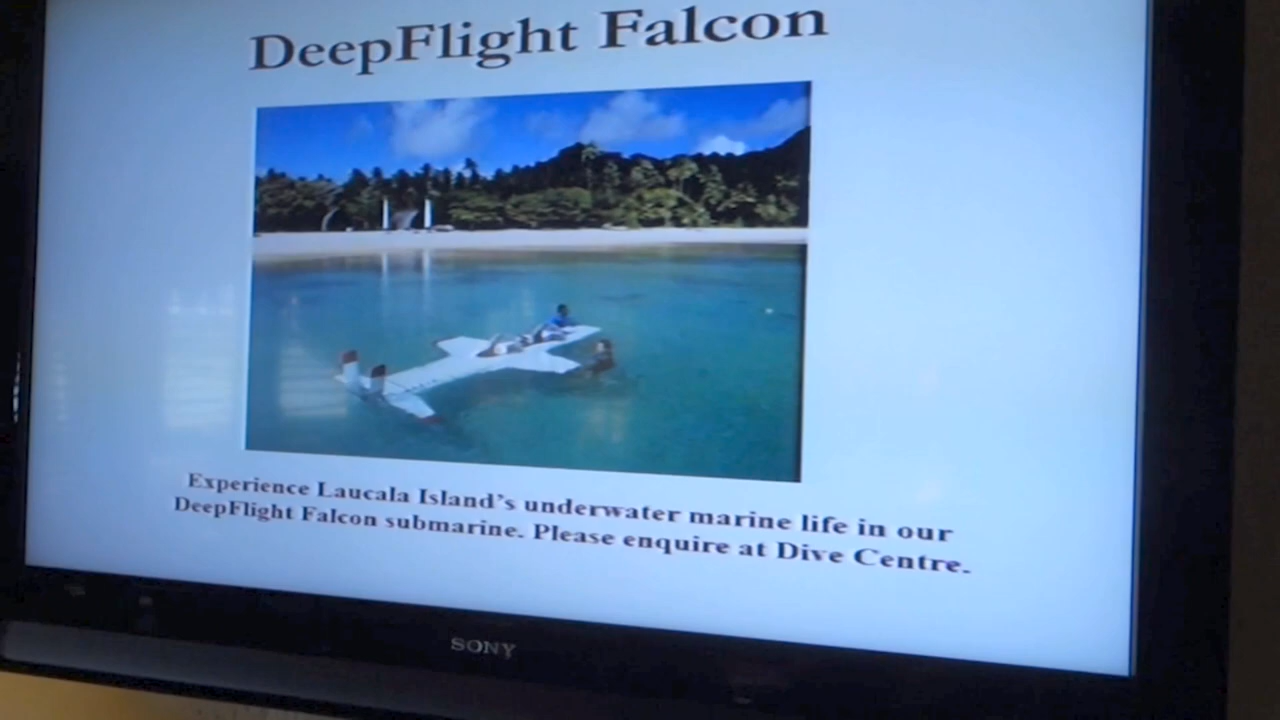 DeepFlight Falcon
Experience Laucala Island's underwater marine life in our
DeepFlight Falcon submarine. Please enquire at Dive Centre.
SONY